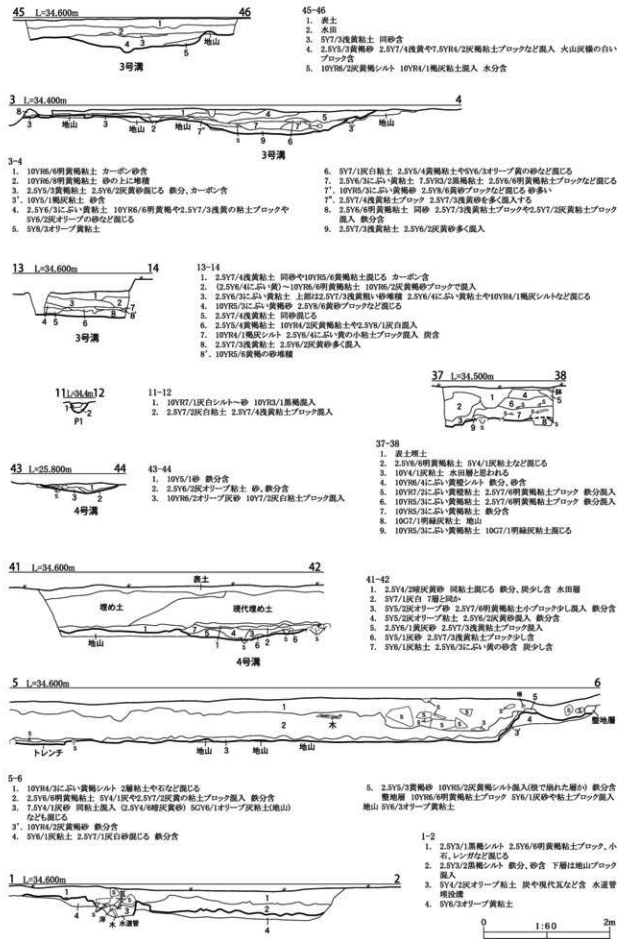 45 L=34.600m 46
1
2
4 3 5 地山
3号溝
45-46
1. 表土
2. 水田
3. 5Y7/3浅黄粘土 同砂含
4. 2.5Y5/3黄褐砂 2.5Y7/4浅黄や7.5YR4/2灰褐粘土ブロックなど混入 火山灰様の白い
ブロック含
5. 10YR6/2灰黄褐シルト 10YR4/1褐灰粘土混入 水分含
3 L=34.400m 4
3号溝
3-4
1. 10YR6/6明黄褐粘土 カーボン砂含
2. 10YR6/8明黄褐粘土 砂の上に堆積
3. 2.5Y5/3黄褐粘土 2.5Y6/2灰黄砂混じる 鉄分、カーボン含
3'. 10Y5/1褐灰粘土 砂含
4. 2.5Y6/3にぶい黄粘土 10YR6/6明黄褐や2.5Y7/3浅黄の粘土ブロックや
5Y6/2灰オリーブの砂など混じる
5. 5Y8/3オリーブ黄粘土
6. 5Y7/1灰白粘土 2.5Y5/4黄褐粘土や5Y6/3オリーブ黄の砂など混じる
7. 2.5Y6/3にぶい黄粘土 7.5YR2/2黒褐粘土 2.5Y6/6明黄褐粘土ブロックなど混じる
7'. 10YR5/3にぶい黄褐砂 2.5Y8/6黄砂ブロックなど混じる 砂多い
7". 2.5Y7/4浅黄粘土ブロック 2.5Y7/3浅黄砂を多く混入する
8. 2.5Y6/6明黄褐粘土 同砂 2.5Y7/3浅黄粘土ブロックや2.5Y7/2灰黄粘土ブロック
混入 鉄分含
9. 2.5Y7/3浅黄粘土 2.5Y6/2灰黄砂多く混入
13 L=34.600m 14
3号溝
13-14
1. 2.5Y7/4浅黄粘土 同砂や10YR5/6黄褐粘土混じる カーボン含
2. (2.5Y6/4にぶい黄)～10YR6/6明黄褐粘土 10YR6/2灰黄褐砂ブロックで混入
3. 2.5Y6/3にぶい黄粘土 上部は2.5Y7/3浅黄粗い砂堆積 2.5Y6/4にぶい黄粘土や10YR4/1褐灰シルトなど混じる
4. 10YR5/3にぶい黄褐砂 2.5Y8/6黄砂ブロックなど混じる
5. 2.5Y7/4浅黄粘土 同砂混じる
6. 2.5Y5/4黄褐粘土 10YR4/2灰黄褐粘土や2.5Y8/1灰白混入
7. 10YR4/1褐灰シルト 2.5Y6/4にぶい黄の小粘土ブロック混入 炭含
8. 2.5Y7/3浅黄粘土 2.5Y6/2灰黄砂多く混入
8'. 10YR5/6黄褐の砂堆積
11 L=34.4m 12
P1
11-12
1. 10YR7/1灰白シルト～砂 10YR3/1黒褐混入
2. 2.5Y7/2灰白粘土 2.5Y7/4浅黄粘土ブロック混入
37 L=34.500m 38
37-38
1. 表土埋土
2. 2.5Y6/6明黄褐粘土 5Y4/1灰粘土など混じる
3. 10Y4/1灰粘土 水田層と思われる
4. 10YR6/4にぶい黄橙シルト 鉄分、砂含
5. 10YR7/2にぶい黄橙粘土 2.5Y7/6明黄褐粘土ブロック 鉄分混入
6. 10YR5/3にぶい黄褐粘土 2.5Y7/6明黄褐粘土ブロック 鉄分混入
7. 10YR5/3にぶい黄褐粘土 鉄分含
8. 10G7/1明緑灰粘土 地山
9. 10YR5/3にぶい黄褐粘土 10G7/1明緑灰粘土混じる
43 L=25.800m 44
4号溝
43-44
1. 10Y5/1砂 鉄分含
2. 2.5Y6/2灰オリーブ粘土 砂、鉄分含
3. 10YR6/2オリーブ灰砂 10Y7/2灰白粘土ブロック混入
41 L=34.600m 42
表土
埋め土 現代埋め土
地山
4号溝
41-42
1. 2.5Y4/2暗灰黄砂 同粘土混じる 鉄分、炭少し含 水田層
2. 5Y7/1灰白 7層と同か
3. 5Y5/2灰オリーブ砂 2.5Y7/6明黄褐粘土小ブロック少し混入 鉄分含
4. 5Y5/2灰オリーブ粘土 2.5Y6/2灰黄砂混入 鉄分含
5. 2.5Y6/1黄灰砂 2.5Y7/3浅黄粘土ブロック混入
6. 5Y5/1灰砂 2.5Y7/3浅黄粘土ブロック少し含
7. 5Y6/1灰粘土 2.5Y6/3にぶい黄の砂含 炭少し含
5 L=34.600m 6
1
2 木
整地層
トレンチ 地山 3 地山 地山
5-6
1. 10YR4/3にぶい黄褐シルト 2層粘土や石など混じる
2. 2.5Y6/6明黄褐粘土 5Y4/1灰や2.5Y7/2灰黄の粘土ブロック混入 鉄分含
3. 7.5Y4/1灰砂 同粘土混入 (2.5Y4/6暗灰黄砂) 5GY6/1オリーブ灰粘土(地山)
なども混じる
3'. 10YR4/2灰黄褐砂 鉄分含
4. 5Y6/1灰粘土 2.5Y7/1灰白砂混じる 鉄分含
5. 2.5Y5/3黄褐砂 10YR5/2灰黄褐シルト混入(後で崩れた層か) 鉄分含
整地層 10YR6/6明黄褐粘土ブロック 5Y6/1灰砂や粘土ブロック混入
地山 5Y6/3オリーブ黄粘土
1 L=34.600m 2
木 水道管
1-2
1. 2.5Y3/1黒褐シルト 2.5Y6/6明黄褐粘土ブロック、小
石、レンガなど混じる
2. 2.5Y3/2黒褐シルト 鉄分、砂含 下層は地山ブロック
混入
3. 5Y4/2灰オリーブ粘土 炭や現代瓦など含 水道管
埋設溝
4. 5Y6/3オリーブ黄粘土
0 1:60 2m